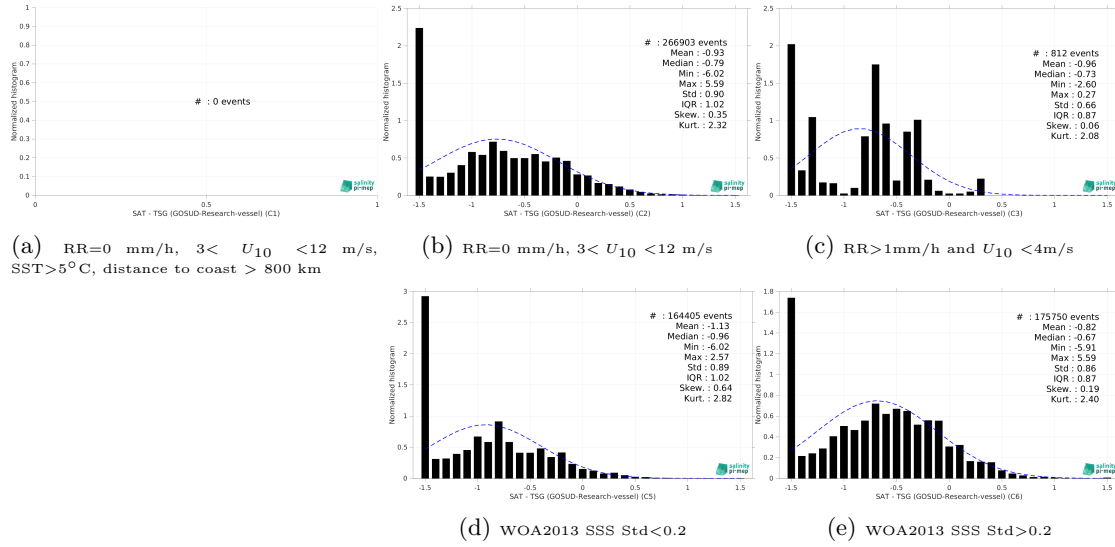 1
0.9
0.8
0.7
0.6
0.5
0.4
0.3
0.2
0.1
0
Normalized histogram
# : 0 events
0 0.5 1
SAT - TSG (GOSUD-Research-vessel) (C1)
salinity
pi-mep
(a) RR=0 mm/h, 3< U10 <12 m/s,
SST>5°C, distance to coast > 800 km
2.5
2
1.5
1
0.5
0
Normalized histogram
# : 266903 events
Mean : -0.93
Median : -0.79
Min : -6.02
Max : 5.59
Std : 0.90
IQR : 1.02
Skew. : 0.35
Kurt. : 2.32
-1.5 -1 -0.5 0 0.5 1 1.5
SAT - TSG (GOSUD-Research-vessel) (C2)
salinity
pi-mep
(b) RR=0 mm/h, 3< U10 <12 m/s
2.5
2
1.5
1
0.5
0
Normalized histogram
# : 812 events
Mean : -0.96
Median : -0.73
Min : -2.60
Max : 0.27
Std : 0.66
IQR : 0.87
Skew. : 0.06
Kurt. : 2.08
-1.5 -1 -0.5 0 0.5 1 1.5
SAT - TSG (GOSUD-Research-vessel) (C3)
salinity
pi-mep
(c) RR>1mm/h and U10 <4m/s
3
2.5
2
1.5
1
0.5
0
Normalized histogram
# : 164405 events
Mean : -1.13
Median : -0.96
Min : -6.02
Max : 2.57
Std : 0.89
IQR : 1.02
Skew. : 0.64
Kurt. : 2.82
-1.5 -1 -0.5 0 0.5 1 1.5
SAT - TSG (GOSUD-Research-vessel) (C5)
salinity
pi-mep
(d) WOA2013 SSS Std<0.2
1.8
1.6
1.4
1.2
1
0.8
0.6
0.4
0.2
0
Normalized histogram
# : 175750 events
Mean : -0.82
Median : -0.67
Min : -5.91
Max : 5.59
Std : 0.86
IQR : 0.87
Skew. : 0.19
Kurt. : 2.40
-1.5 -1 -0.5 0 0.5 1 1.5
SAT - TSG (GOSUD-Research-vessel) (C6)
salinity
pi-mep
(e) WOA2013 SSS Std>0.2